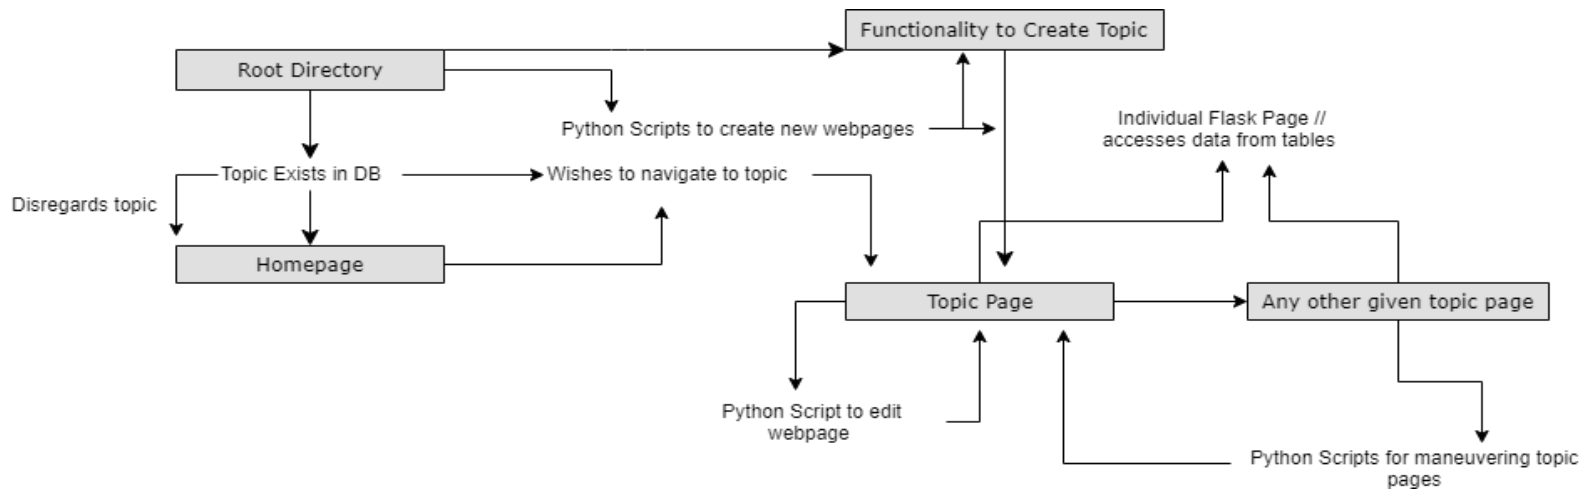 Functionality to Create Topic
Root Directory
Python Scripts to create new webpages
Individual Flask Page //
accesses data from tables
Topic Exists in DB
Wishes to navigate to topic
Disregards topic
Homepage
Topic Page
Any other given topic page
Python Script to edit
webpage
Python Scripts for maneuvering topic
pages